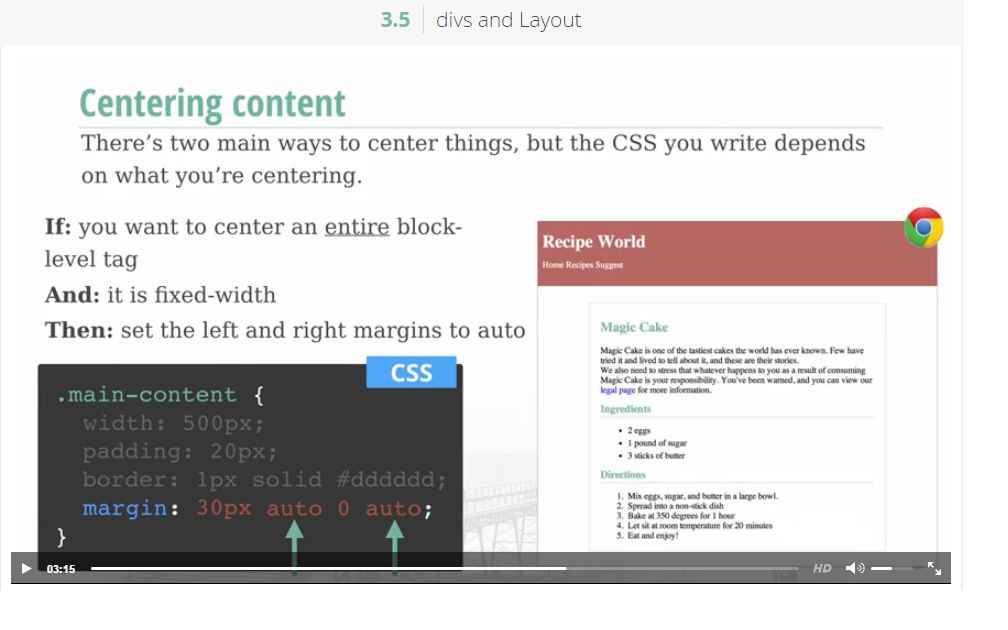 3.5 divs and Layout
Centering content
There's two main ways to center things, but the CSS you write depends
on what you're centering.
If: you want to center an entire block-
level tag
And: it is fixed-width
Then: set the left and right margins to auto
CSS
.main-content {
width: 500px;
padding: 20px;
border: 1px solid #dddddd;
margin: 30px auto 0 auto;
}
Recipe World
Home Recipes Suggest
Magic Cake
Magic Cake is one of the tastiest cakes the world has ever known. Few have
tried it and lived to tell about it, and these are their stories.
We also need to stress that whatever happens to you as a result of consuming
Magic Cake is your responsibility. You've been warned, and you can view our
legal page for more information.
Ingredients
• 2 eggs
• 1 pound of sugar
• 3 sticks of butter
Directions
1. Mix eggs, sugar, and butter in a large bowl.
2. Spread into a non-stick dish
3. Bake at 350 degrees for 1 hour
4. Let sit at room temperature for 20 minutes
5. Eat and enjoy!
03:15
HD